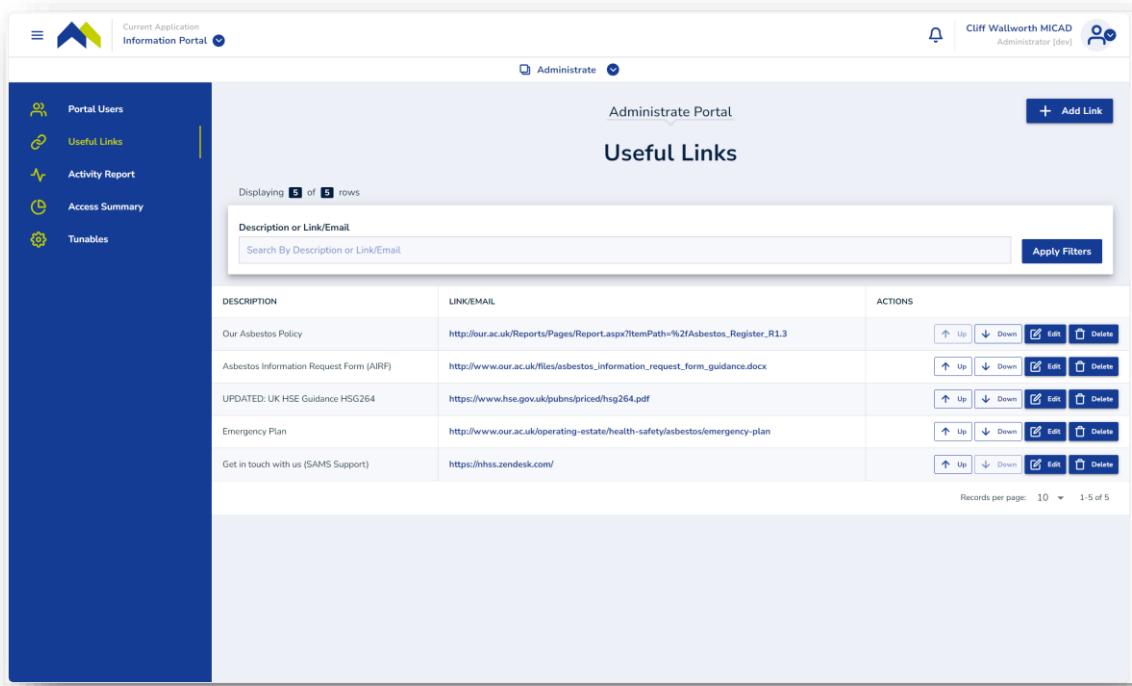 Current Application
Information Portal
Cliff Wallworth MICAD
Administrator [dev]
Administrate
Portal Users
Useful Links
Activity Report
Access Summary
Tunables
Administrate Portal
Add Link
Useful Links
Displaying 5 of 5 rows
Description or Link/Email
Search By Description or Link/Email
Apply Filters
DESCRIPTION LINK/EMAIL ACTIONS
Our Asbestos Policy http://our.ac.uk/Reports/Pages/Report.aspx?ItemPath=%2fAsbestos_Register_R1.3 Up Down Edit Delete
Asbestos Information Request Form (AIRF) http://www.our.ac.uk/files/asbestos_information_request_form_guidance.docx Up Down Edit Delete
UPDATED: UK HSE Guidance HSG264 https://www.hse.gov.uk/pubns/priced/hsg264.pdf Up Down Edit Delete
Emergency Plan http://www.our.ac.uk/operating-estate/health-safety/asbestos/emergency-plan Up Down Edit Delete
Get in touch with us (SAMS Support) https://nhss.zendesk.com/ Up Down Edit Delete
Records per page: 10 1-5 of 5